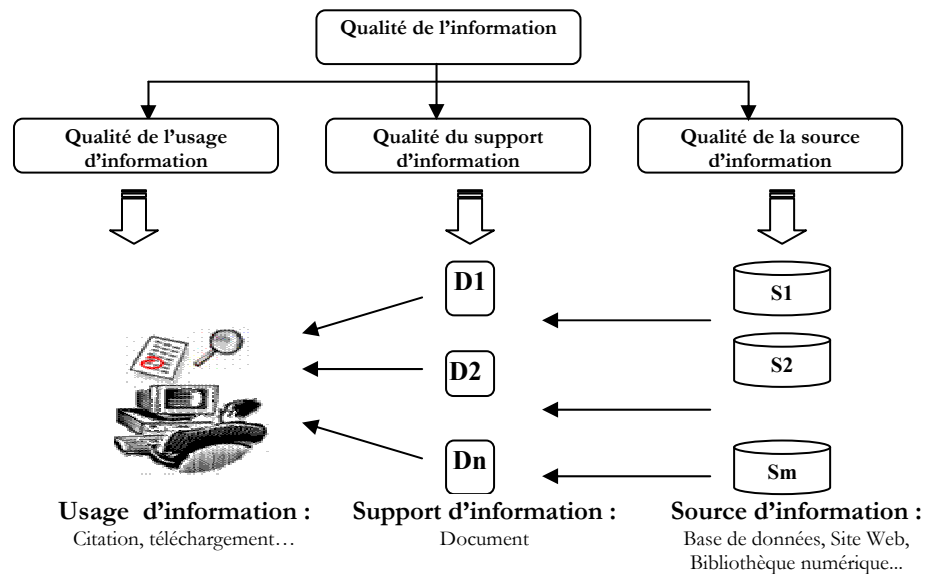 Qualité de l'information
Qualité de l'usage
d'information
Qualité du support
d'information
Qualité de la source
d'information
D1
S1
D2
S2
Dn
Sm
Usage d'information :
Citation, téléchargement…
Support d'information :
Document
Source d'information :
Base de données, Site Web,
Bibliothèque numérique...